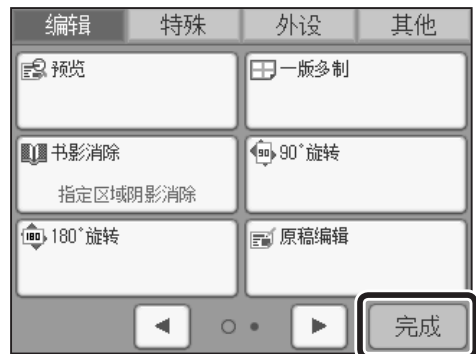 编辑 特殊 外设 其他
预览 一版多制
书影消除 90°旋转
指定区域阴影消除
180°旋转 原稿编辑
完成